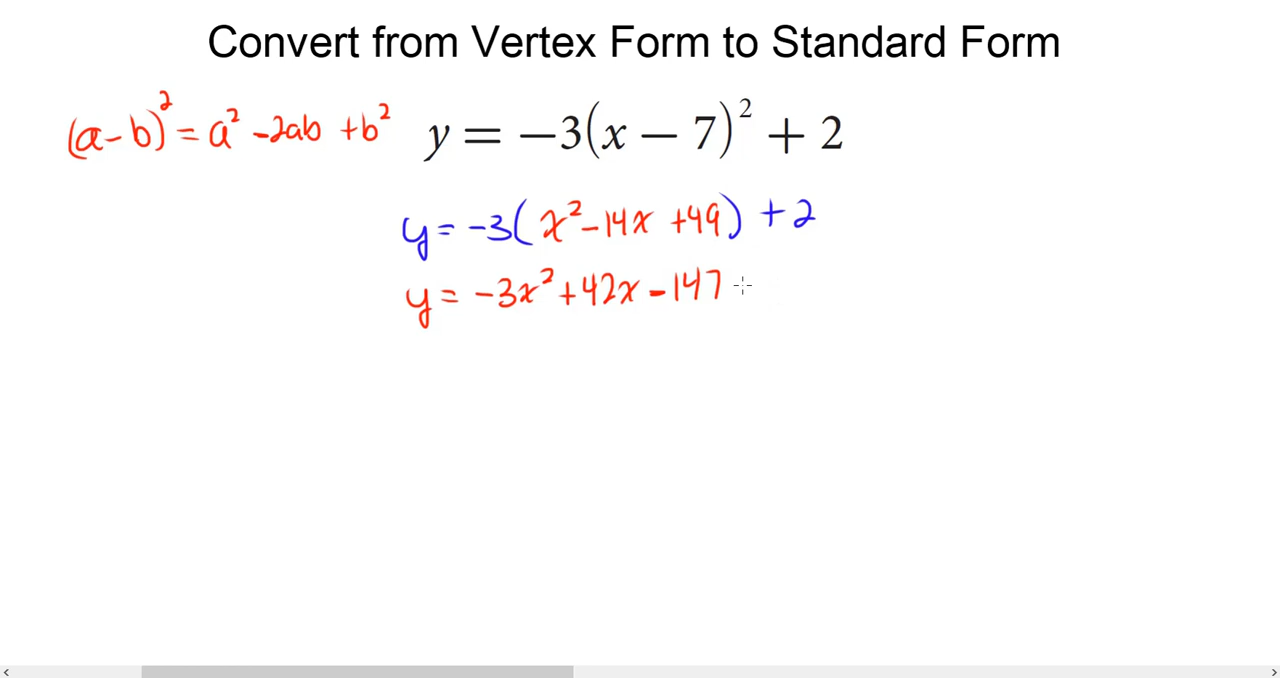 Convert from Vertex Form to Standard Form
(a-b)² = a² -2ab +b²
y = −3(x − 7)² + 2
y = -3(x² -14x +49) +2
y = -3x² +42x -147